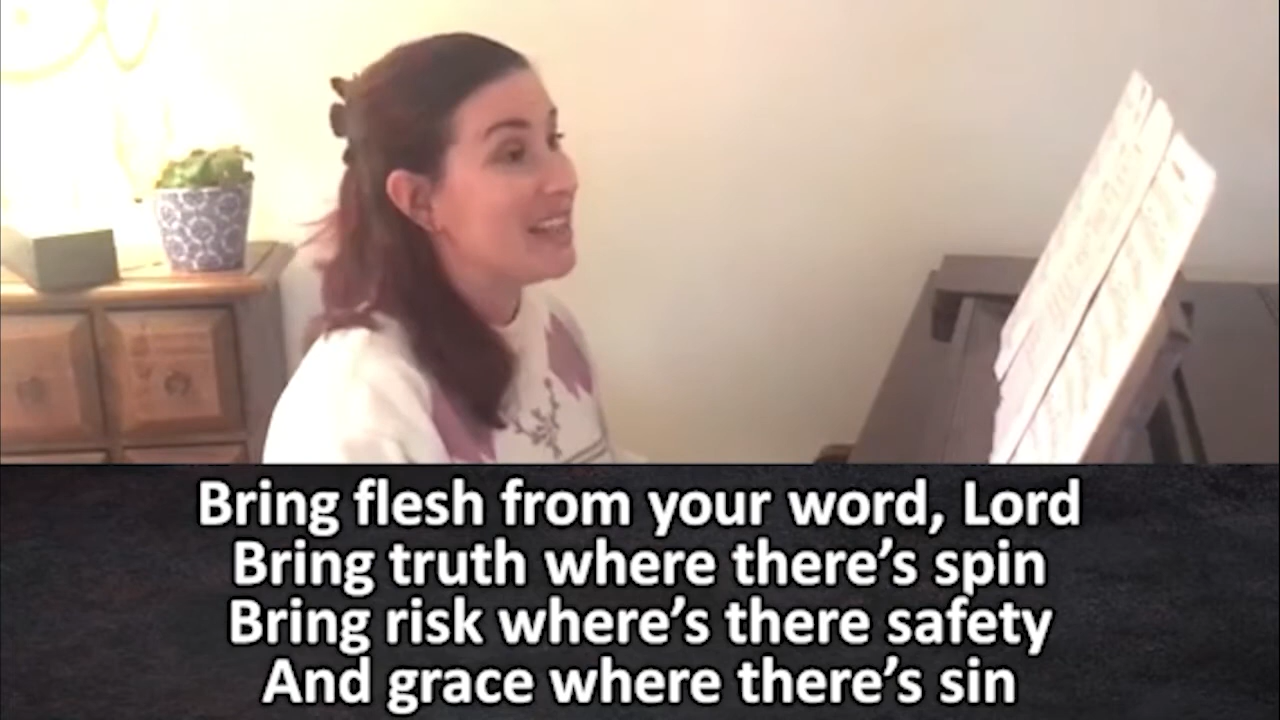 Bring flesh from your word, Lord
Bring truth where there’s spin
Bring risk where’s there safety
And grace where there’s sin